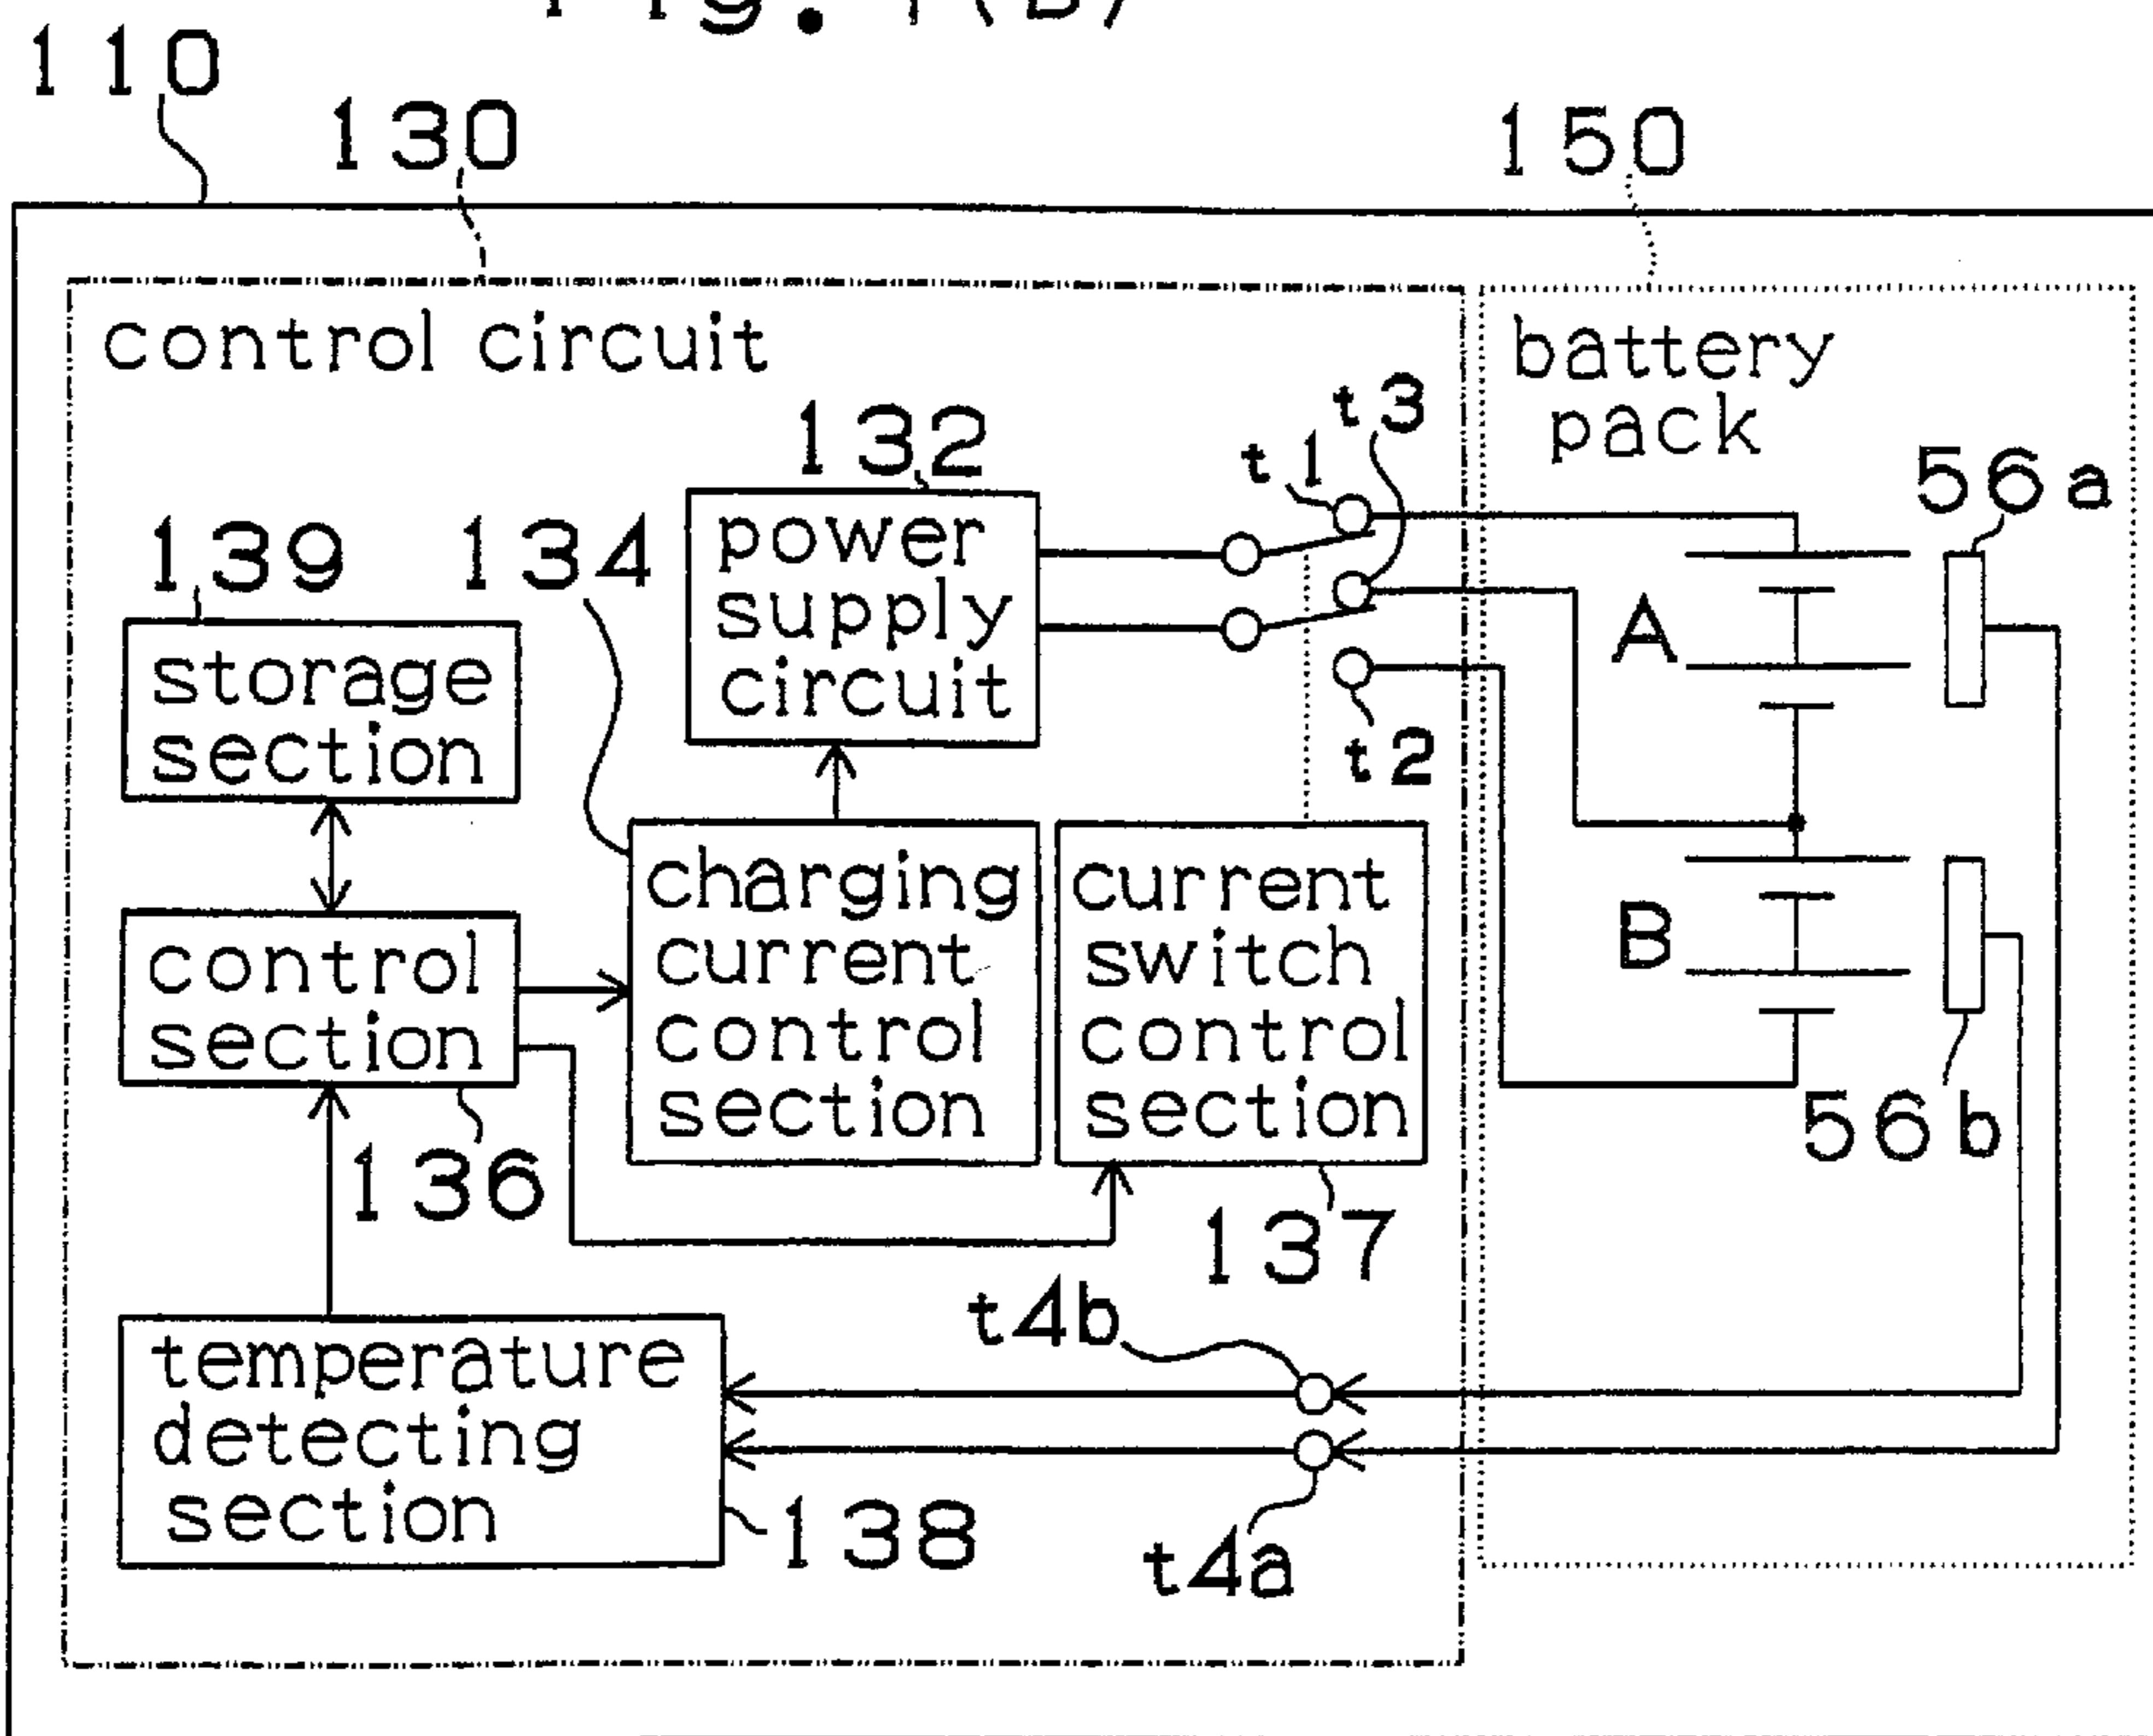 110
130
150
control circuit
battery
pack
t3
t1
132
56a
139
134
power
supply
circuit
A
storage
section
t2
charging
current
control
section
current
switch
control
section
B
control
section
56b
136
137
t4b
temperature
detecting
section
138
t4a